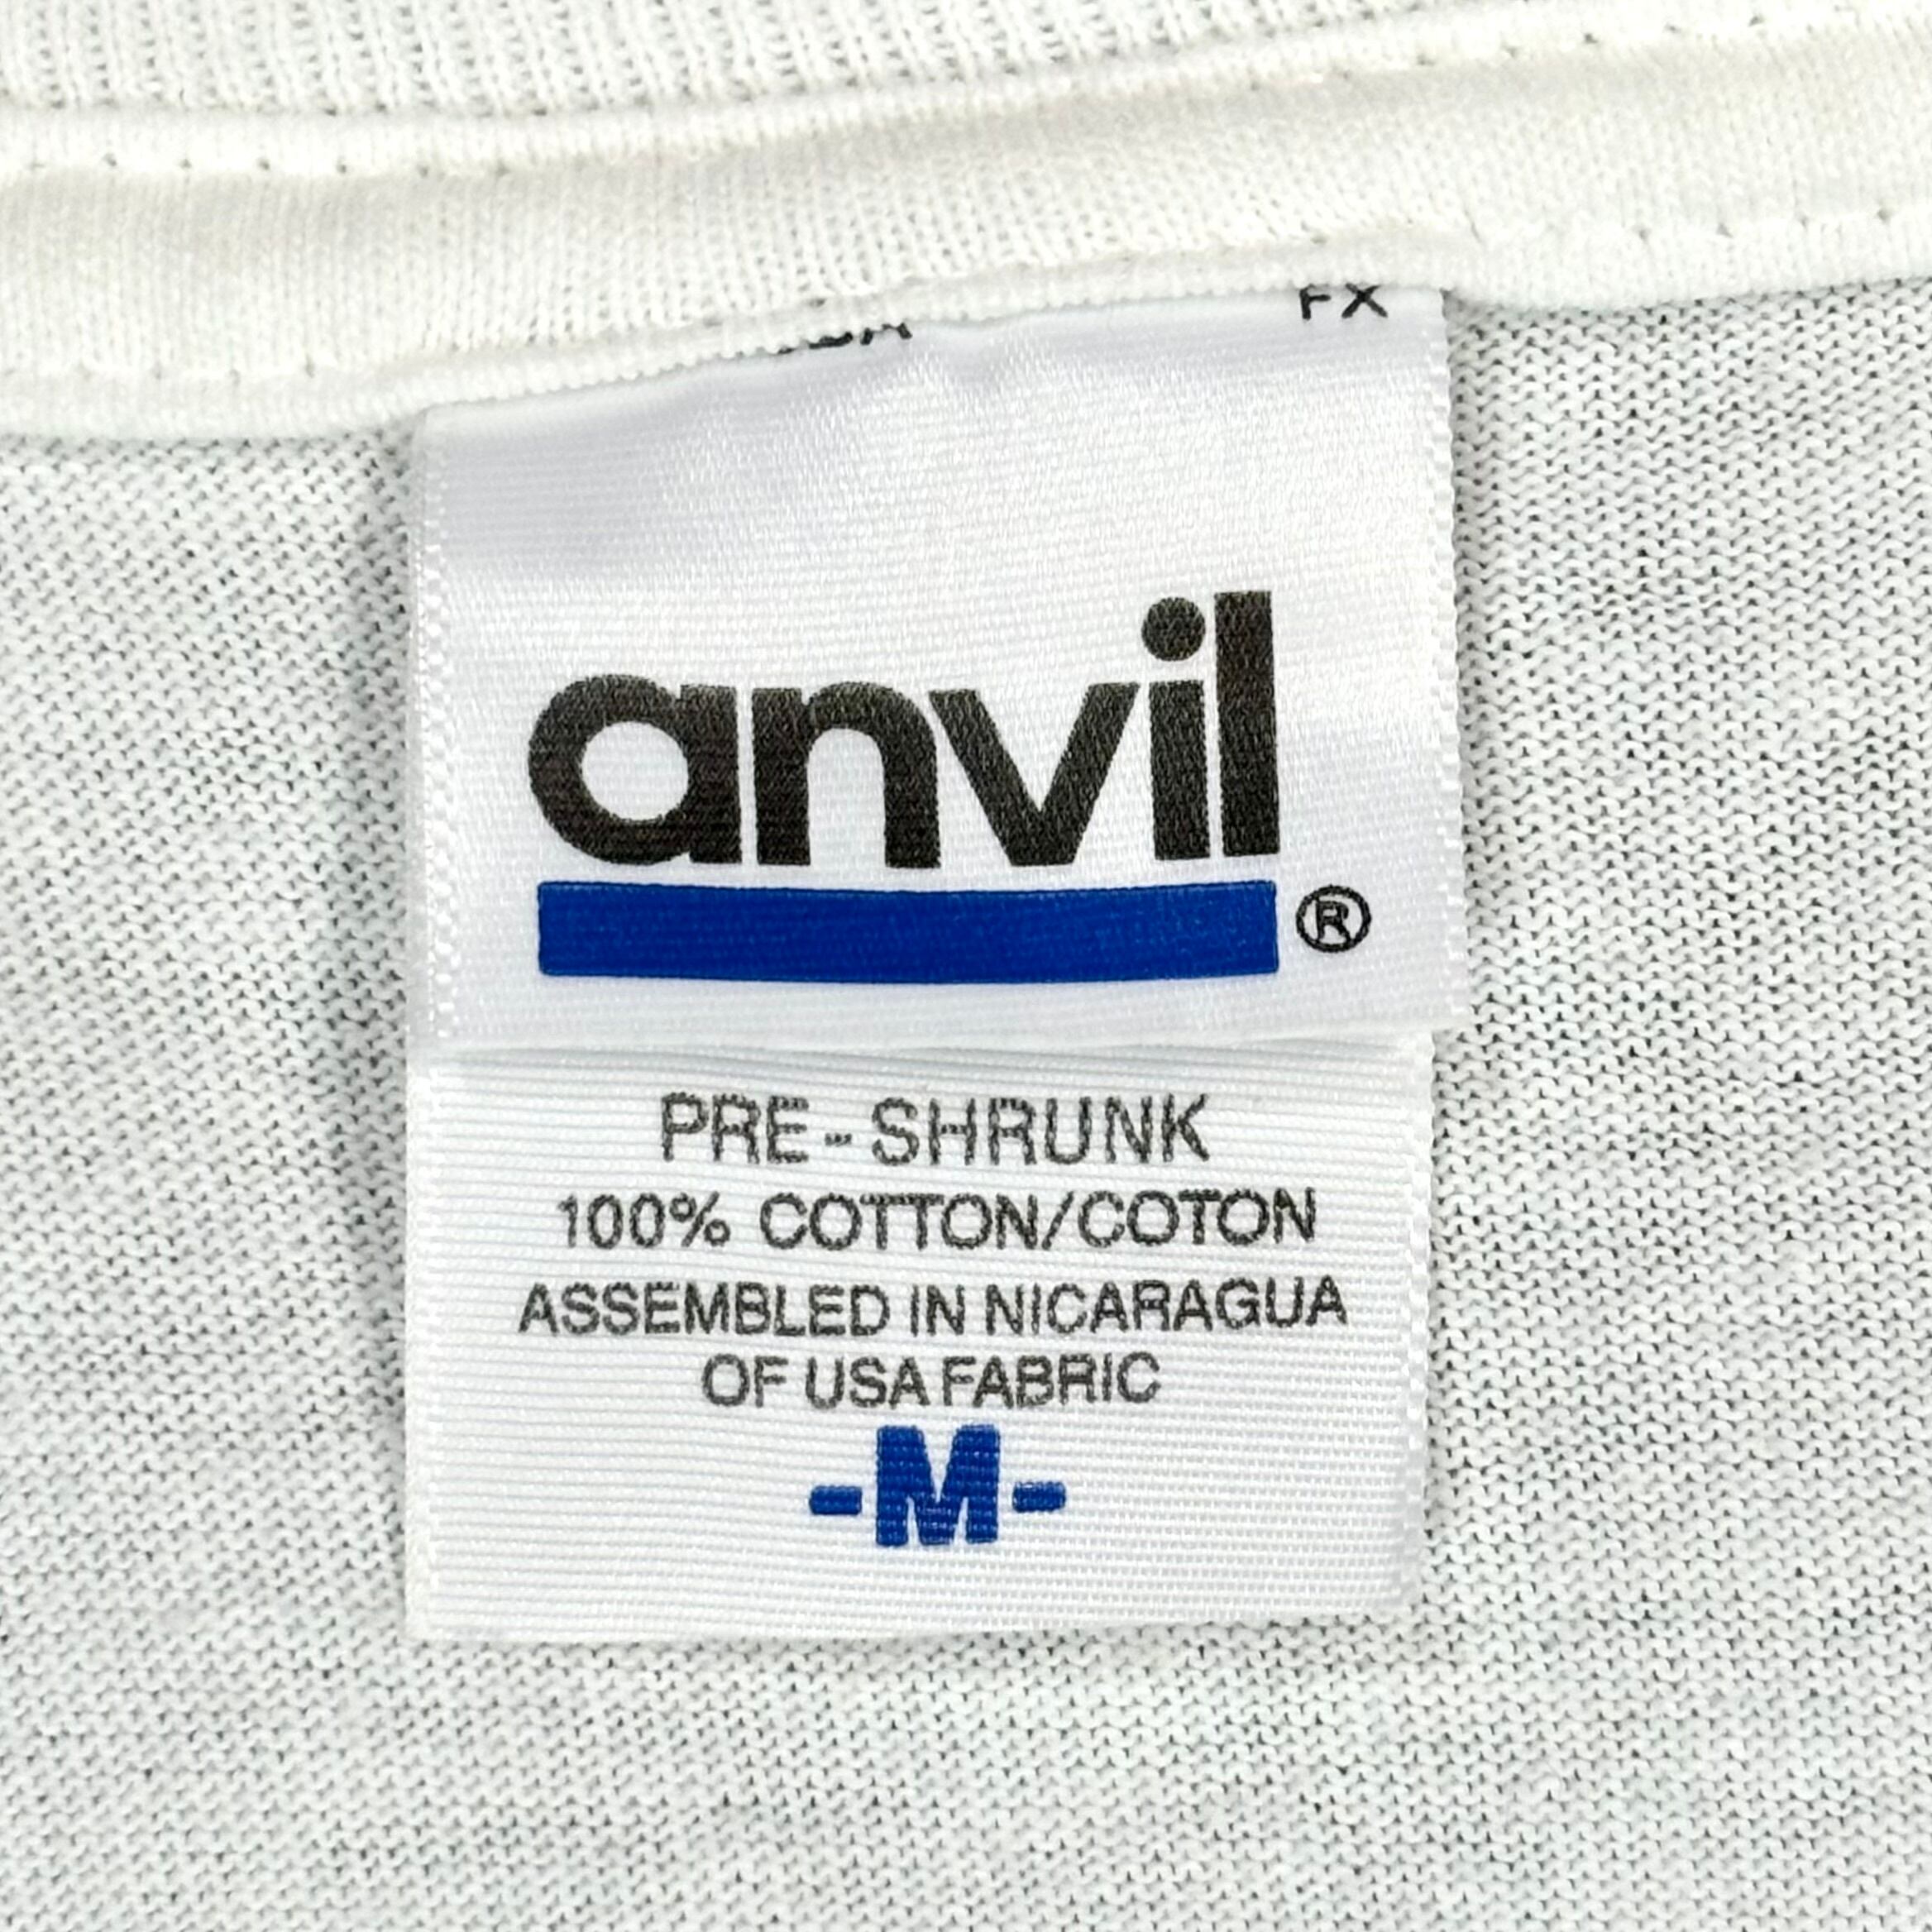 FX
anvil
®
PRE-SHRUNK
100% COTTON/COTON
ASSEMBLED IN NICARAGUA
OF USA FABRIC
-M-